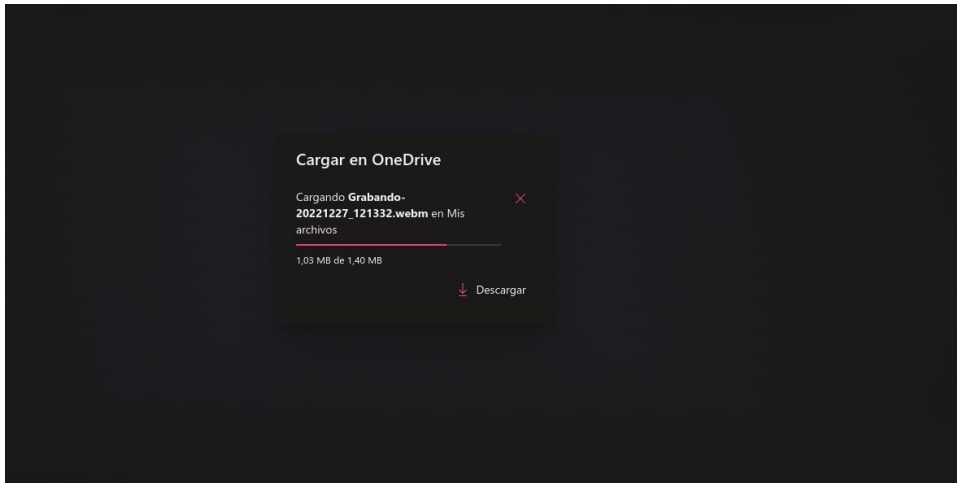 Cargar en OneDrive
Cargando Grabando-
20221227_121332.webm en Mis
archivos
1,03 MB de 1,40 MB
Descargar